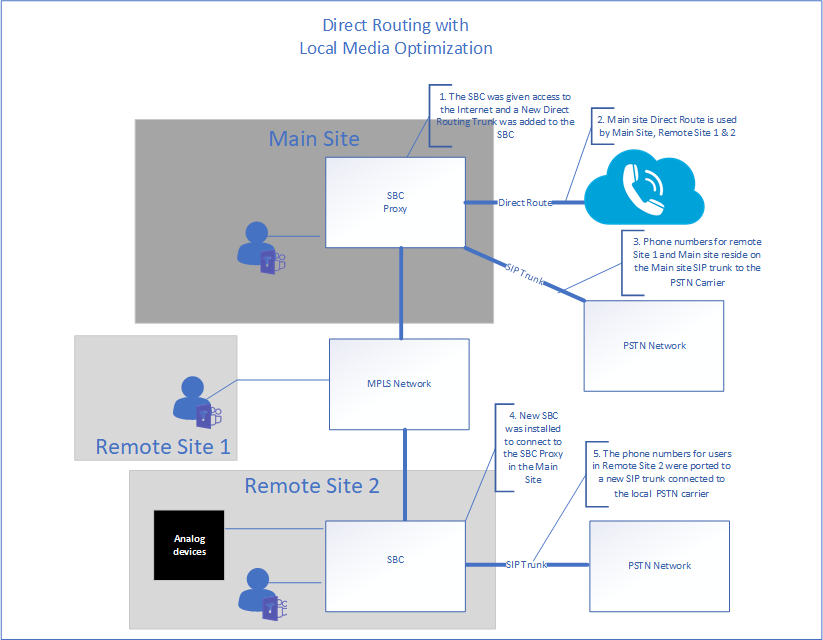 Direct Routing with
Local Media Optimization
1. The SBC was given access to
the Internet and a New Direct
Routing Trunk was added to the
SBC
2. Main site Direct Route is used
by Main Site, Remote Site 1 & 2
Main Site
SBC
Proxy
Direct Route
3. Phone numbers for remote
Site 1 and Main site reside on
the Main site SIP trunk to the
PSTN Carrier
SIP Trunk
PSTN Network
MPLS Network
Remote Site 1
4. New SBC
was installed
to connect to
the SBC Proxy
in the Main
Site
5. The phone numbers for users
in Remote Site 2 were ported to
a new SIP trunk connected to
the local PSTN carrier
Remote Site 2
Analog
devices
SBC
SIP Trunk
PSTN Network